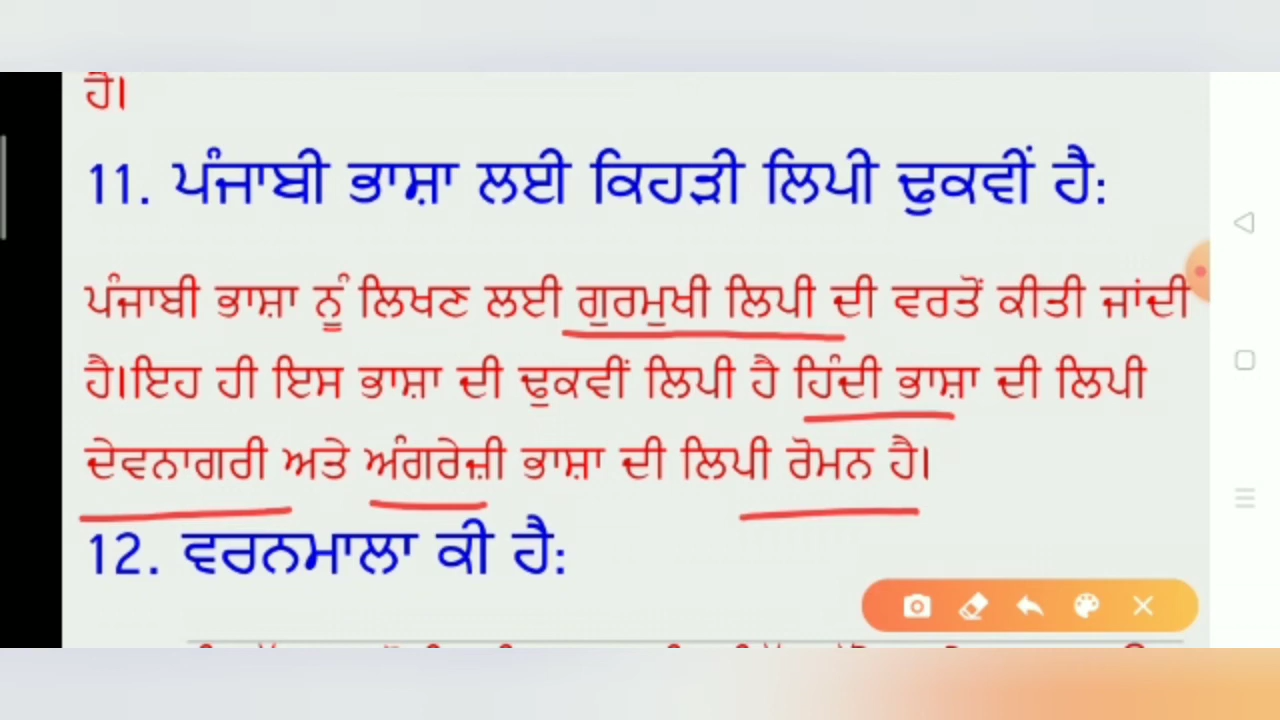 ਹੈ।
11. ਪੰਜਾਬੀ ਭਾਸ਼ਾ ਲਈ ਕਿਹੜੀ ਲਿਪੀ ਢੁਕਵੀਂ ਹੈ:
ਪੰਜਾਬੀ ਭਾਸ਼ਾ ਨੂੰ ਲਿਖਣ ਲਈ ਗੁਰਮੁਖੀ ਲਿਪੀ ਦੀ ਵਰਤੋਂ ਕੀਤੀ ਜਾਂਦੀ
ਹੈ।ਇਹ ਹੀ ਇਸ ਭਾਸ਼ਾ ਦੀ ਢੁਕਵੀਂ ਲਿਪੀ ਹੈ ਹਿੰਦੀ ਭਾਸ਼ਾ ਦੀ ਲਿਪੀ
ਦੇਵਨਾਗਰੀ ਅਤੇ ਅੰਗਰੇਜ਼ੀ ਭਾਸ਼ਾ ਦੀ ਲਿਪੀ ਰੋਮਨ ਹੈ।
12. ਵਰਨਮਾਲਾ ਕੀ ਹੈ: